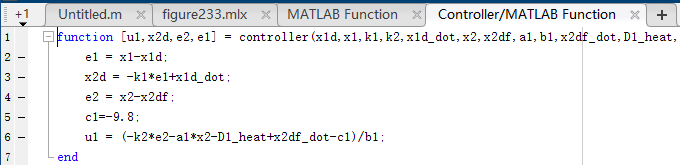 +1 Untitled.m × figure233.mlx × MATLAB Function × Controller/MATLAB Function × +
1 function [u1,x2d,e2,e1] = controller(x1d,x1,k1,k2,x1d_dot,x2,x2df,a1,b1,x2df_dot,D1_heat,
2 – e1 = x1-x1d;
3 – x2d = -k1*e1+x1d_dot;
4 – e2 = x2-x2df;
5 – c1=-9.8;
6 – u1 = (-k2*e2-a1*x2-D1_heat+x2df_dot-c1)/b1;
7 end